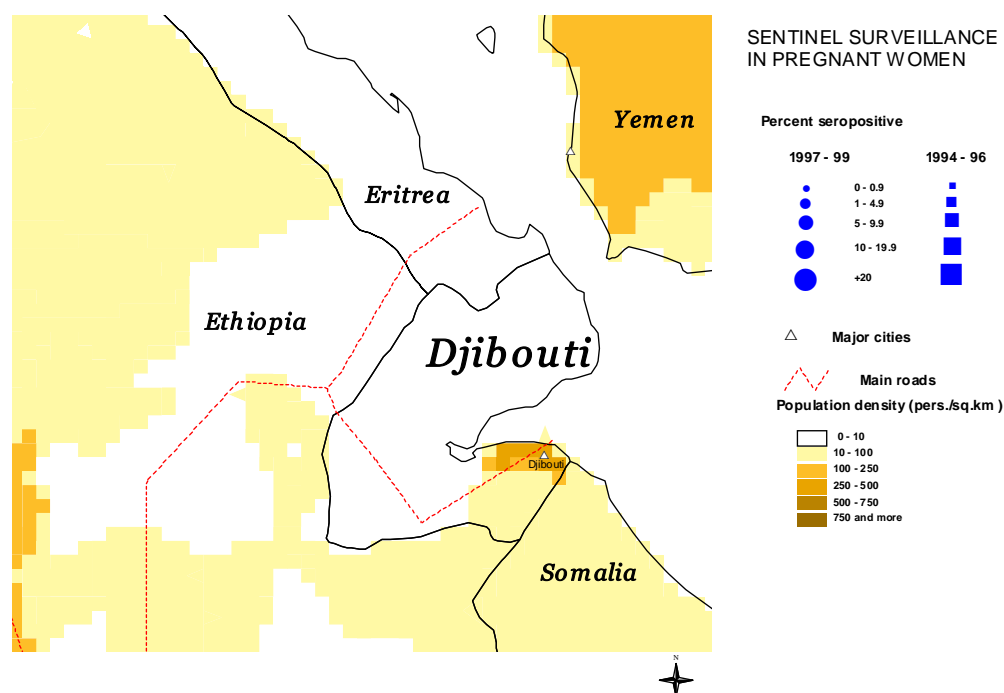 SENTINEL SURVEILLANCE
IN PREGNANT WOMEN
Percent seropositive
1997 - 99 1994 - 96
0 - 0.9
1 - 4.9
5 - 9.9
10 - 19.9
+20
Major cities
Main roads
Population density (pers./sq.km )
0 - 10
10 - 100
100 - 250
250 - 500
500 - 750
750 and more
Yemen
Eritrea
Ethiopia
Djibouti
Djibouti
Somalia
N